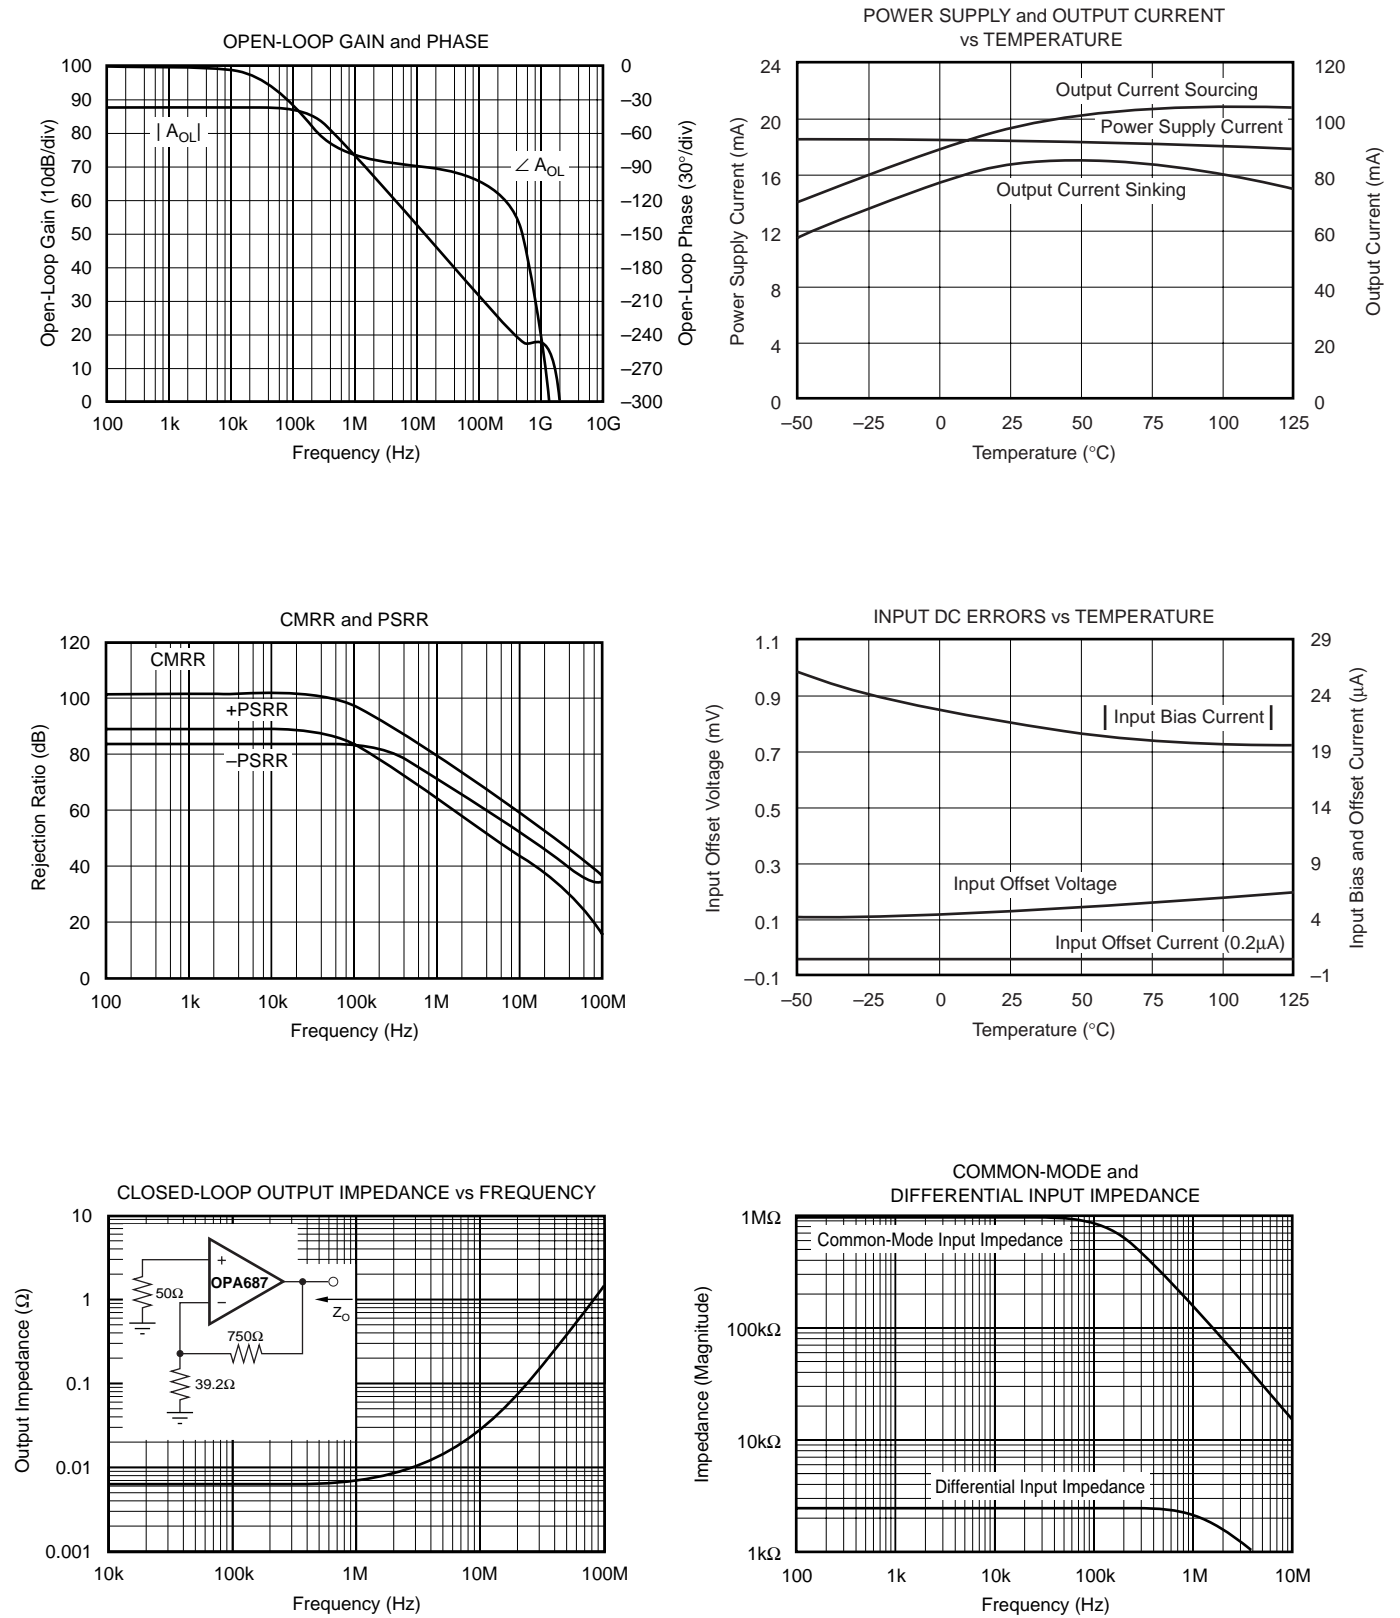 OPEN-LOOP GAIN and PHASE
100
90
80
70
60
50
40
30
20
10
0
Open-Loop Gain (10dB/div)
| A_OL|
∠ A_OL
0
–30
–60
–90
–120
–150
–180
–210
–240
–270
–300
Open-Loop Phase (30°/div)
100 1k 10k 100k 1M 10M 100M 1G 10G
Frequency (Hz)
POWER SUPPLY and OUTPUT CURRENT
vs TEMPERATURE
24
20
16
12
8
4
0
Power Supply Current (mA)
Output Current Sourcing
Power Supply Current
Output Current Sinking
120
100
80
60
40
20
0
Output Current (mA)
–50 –25 0 25 50 75 100 125
Temperature (°C)
CMRR and PSRR
120
100
80
60
40
20
0
Rejection Ratio (dB)
CMRR
+PSRR
–PSRR
100 1k 10k 100k 1M 10M 100M
Frequency (Hz)
INPUT DC ERRORS vs TEMPERATURE
1.1
0.9
0.7
0.5
0.3
0.1
–0.1
Input Offset Voltage (mV)
| Input Bias Current |
Input Offset Voltage
Input Offset Current (0.2µA)
29
24
19
14
9
4
–1
Input Bias and Offset Current (µA)
–50 –25 0 25 50 75 100 125
Temperature (°C)
CLOSED-LOOP OUTPUT IMPEDANCE vs FREQUENCY
10
1
0.1
0.01
0.001
Output Impedance (Ω)
+
OPA687
–
50Ω
Z_O
750Ω
39.2Ω
10k 100k 1M 10M 100M
Frequency (Hz)
COMMON-MODE and
DIFFERENTIAL INPUT IMPEDANCE
1MΩ
100kΩ
10kΩ
1kΩ
Impedance (Magnitude)
Common-Mode Input Impedance
Differential Input Impedance
100 1k 10k 100k 1M 10M
Frequency (Hz)